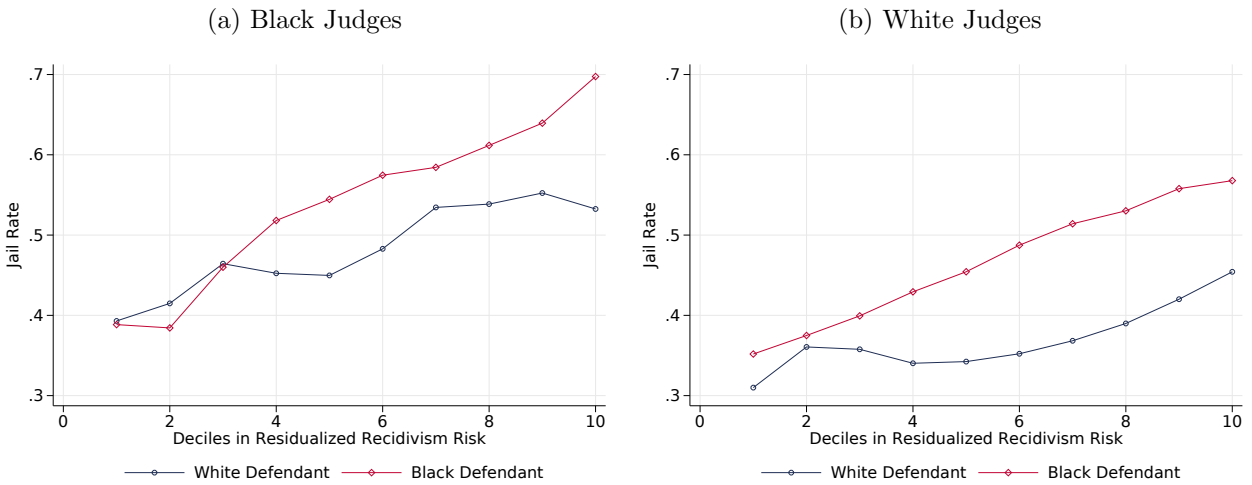 (a) Black Judges
.7
.6
.5
.4
.3
Jail Rate
0 2 4 6 8 10
Deciles in Residualized Recidivism Risk
White Defendant Black Defendant
(b) White Judges
.7
.6
.5
.4
.3
Jail Rate
0 2 4 6 8 10
Deciles in Residualized Recidivism Risk
White Defendant Black Defendant